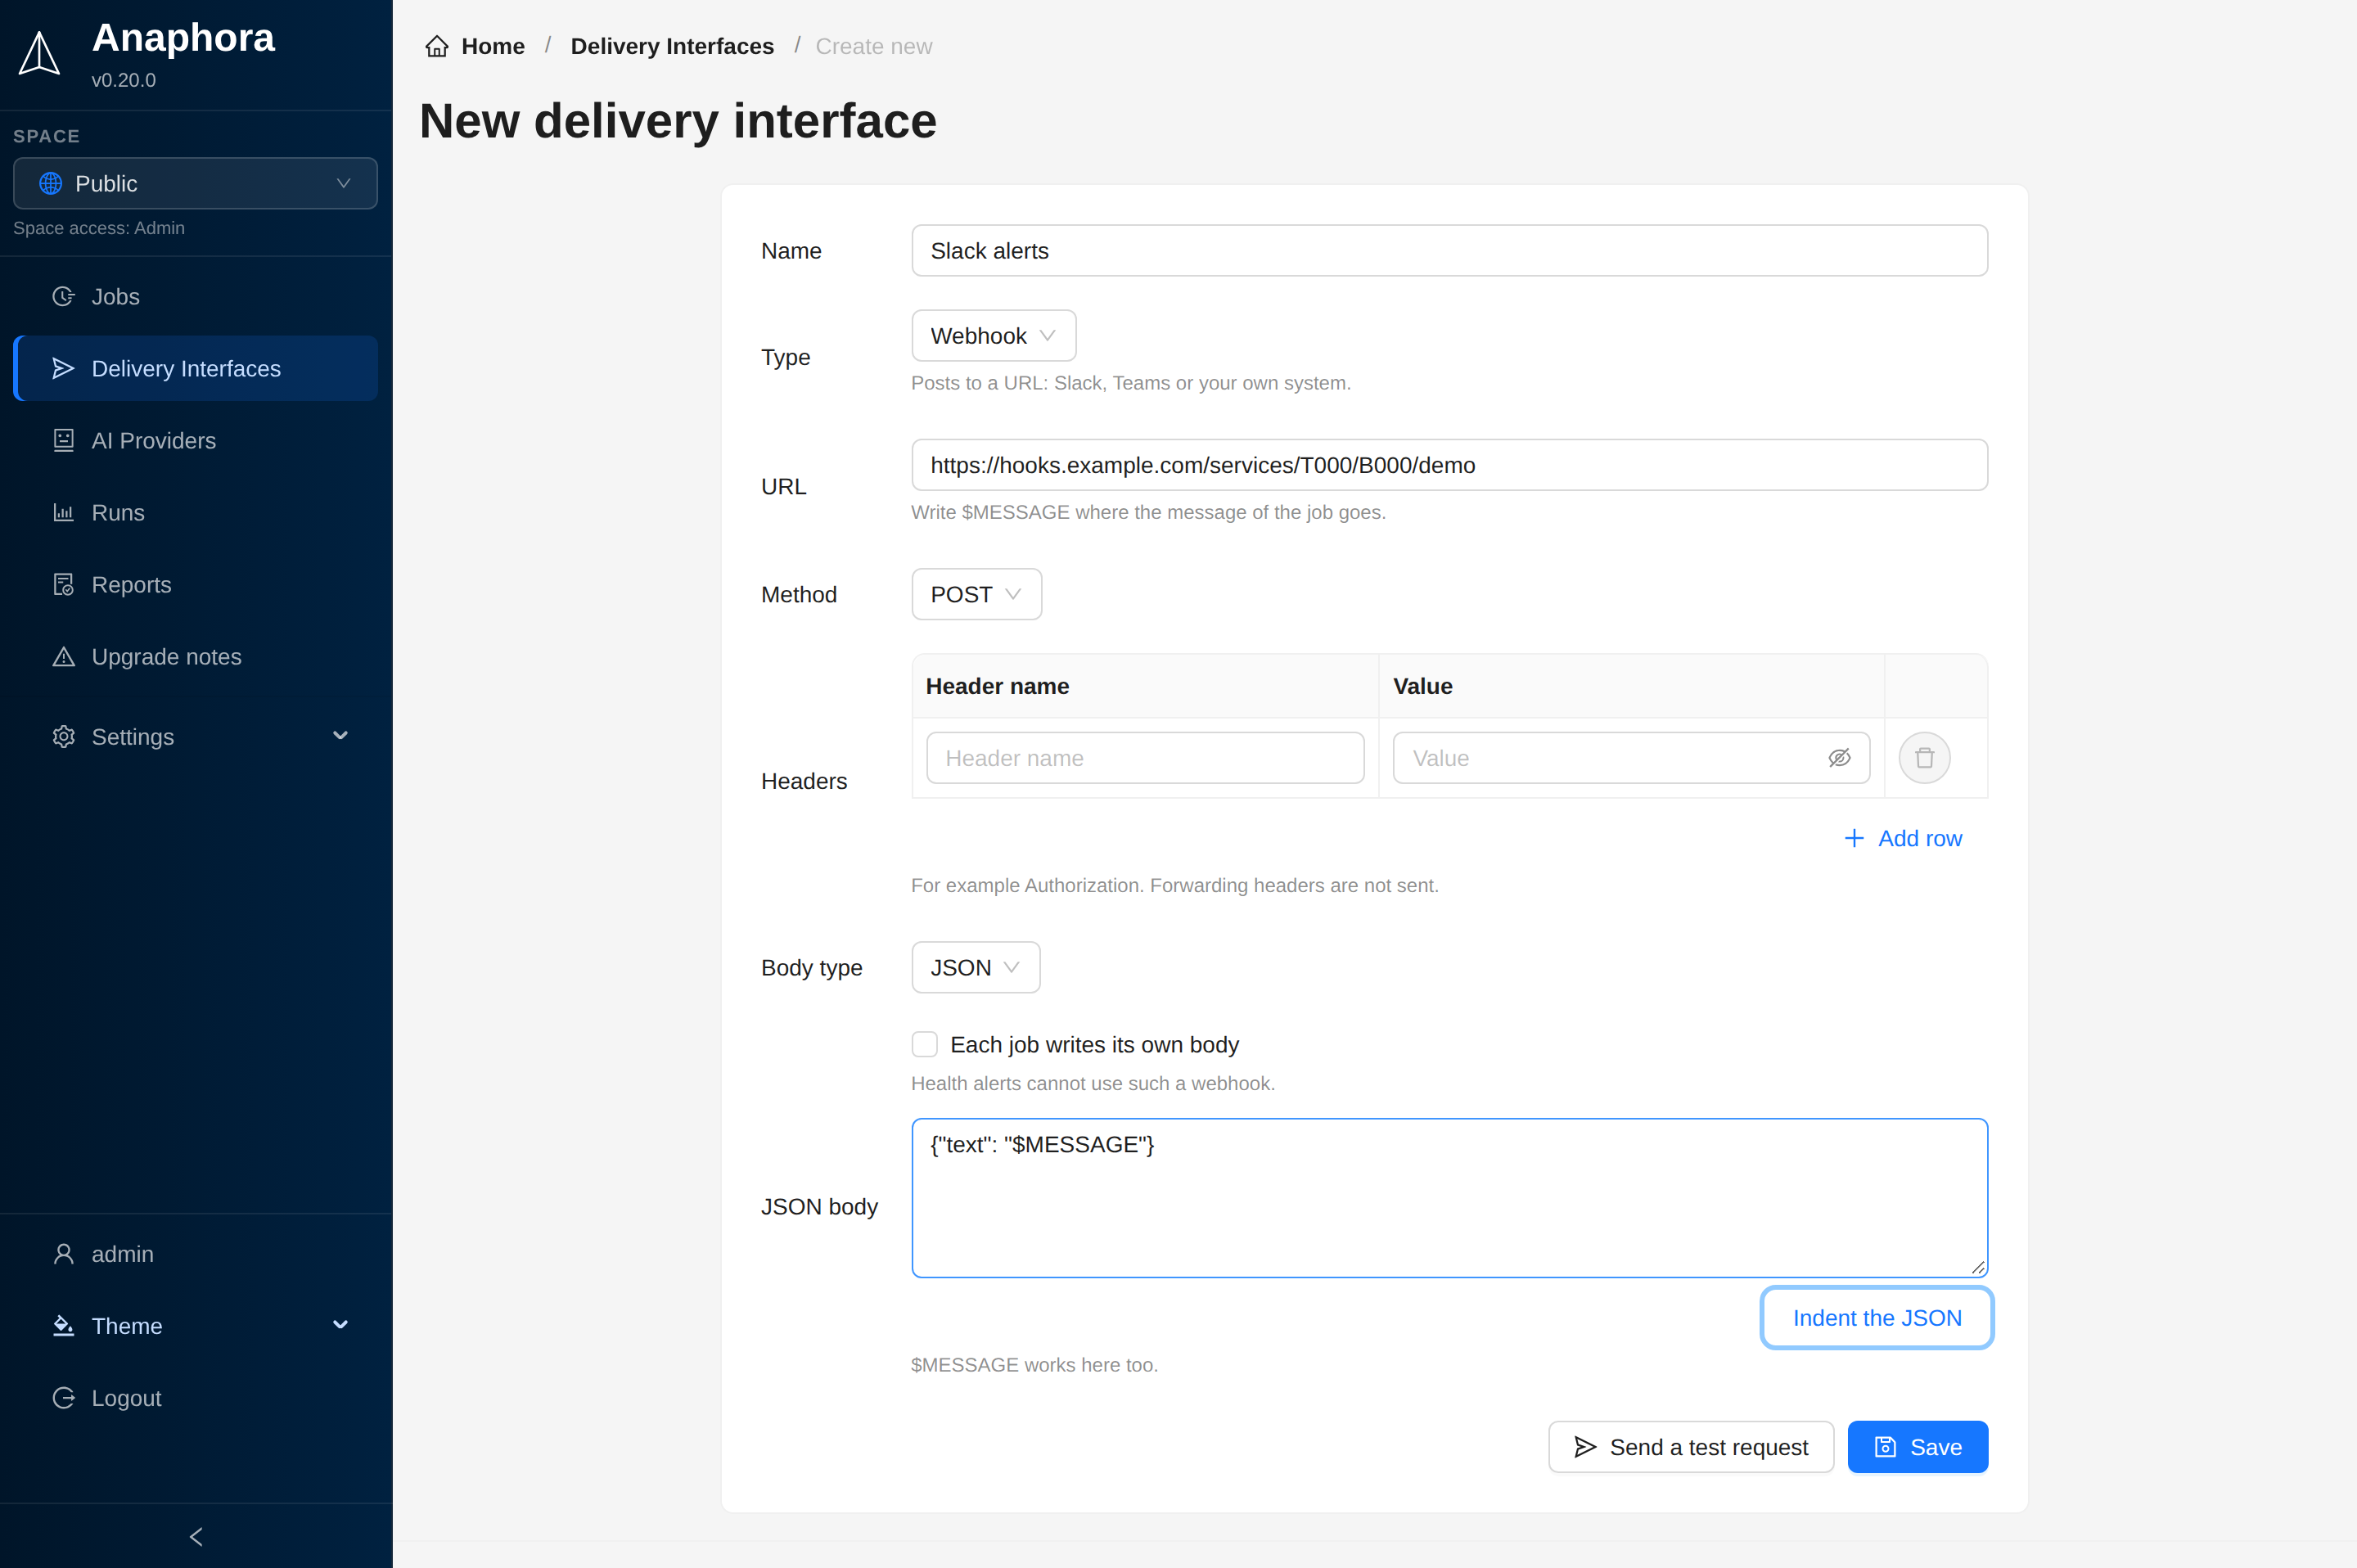 Anaphora
v0.20.0
SPACE
Public
Space access: Admin
Jobs
Delivery Interfaces
AI Providers
Runs
Reports
Upgrade notes
Settings
admin
Theme
Logout
Home / Delivery Interfaces / Create new
New delivery interface
Name
Slack alerts
Type
Webhook
Posts to a URL: Slack, Teams or your own system.
URL
https://hooks.example.com/services/T000/B000/demo
Write $MESSAGE where the message of the job goes.
Method
POST
Headers
Header name Value
Header name Value
Add row
For example Authorization. Forwarding headers are not sent.
Body type
JSON
Each job writes its own body
Health alerts cannot use such a webhook.
JSON body
{"text": "$MESSAGE"}
Indent the JSON
$MESSAGE works here too.
Send a test request
Save